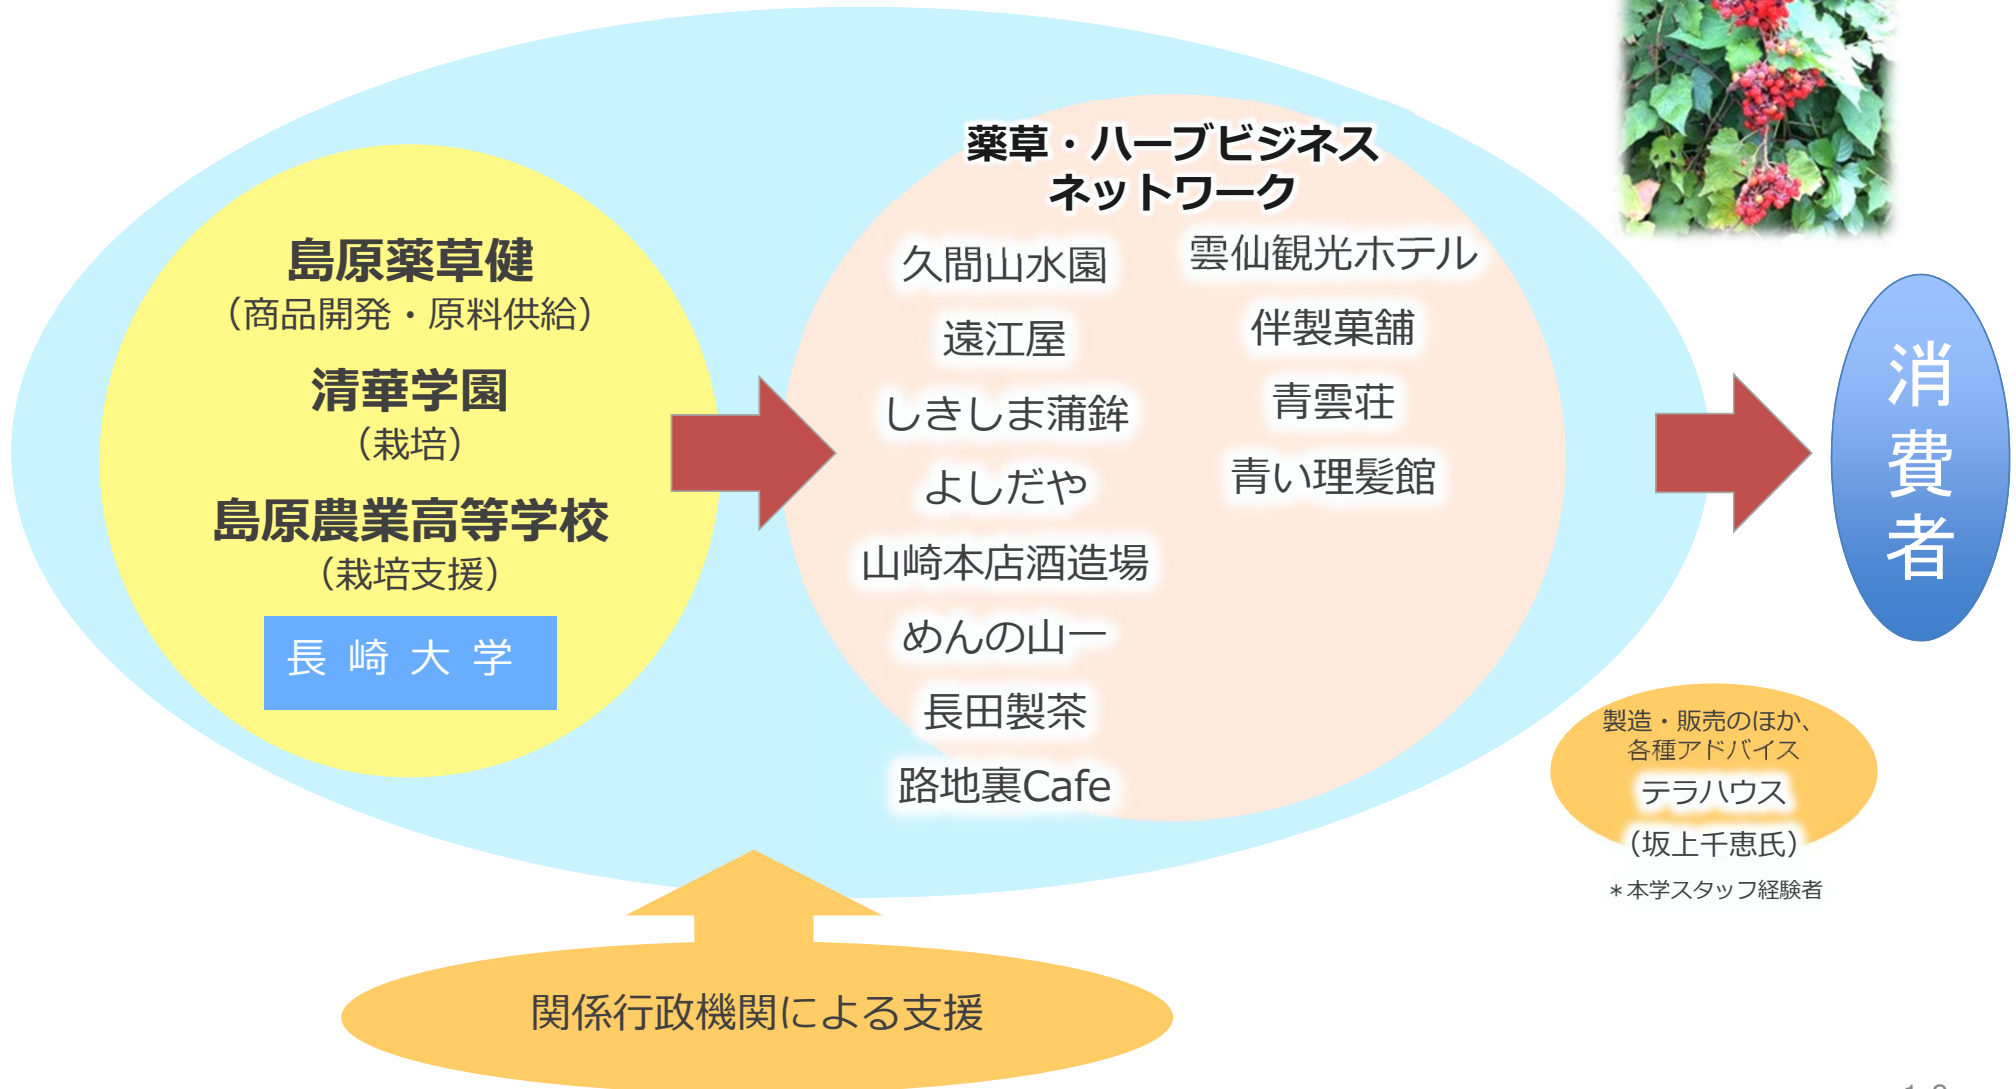 島原薬草健
（商品開発・原料供給）
清華学園
（栽培）
島原農業高等学校
（栽培支援）
長崎大学
薬草・ハーブビジネス
ネットワーク
久間山水園
遠江屋
しきしま蒲鉾
よしだや
山崎本店酒造場
めんの山一
長田製茶
路地裏Cafe
雲仙観光ホテル
伴製菓舗
青雲荘
青い理髪館
消費者
製造・販売のほか、
各種アドバイス
テラハウス
（坂上千恵氏）
＊本学スタッフ経験者
関係行政機関による支援